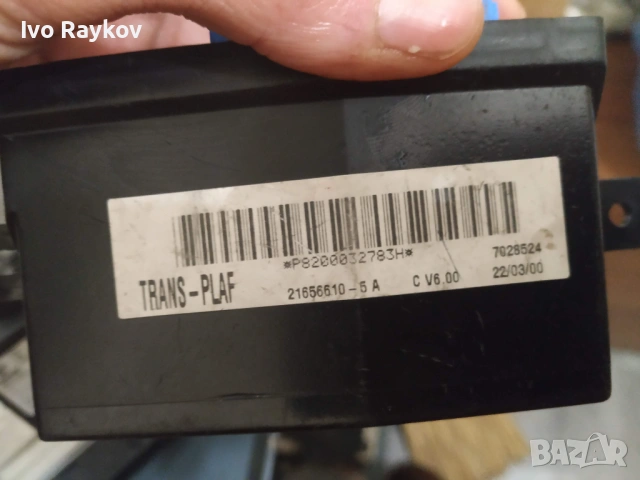 Ivo Raykov
*P8200032783H*
7028524
TRANS-PLAF
21656610-5 A
C V6.00
22/03/00
BAZAR